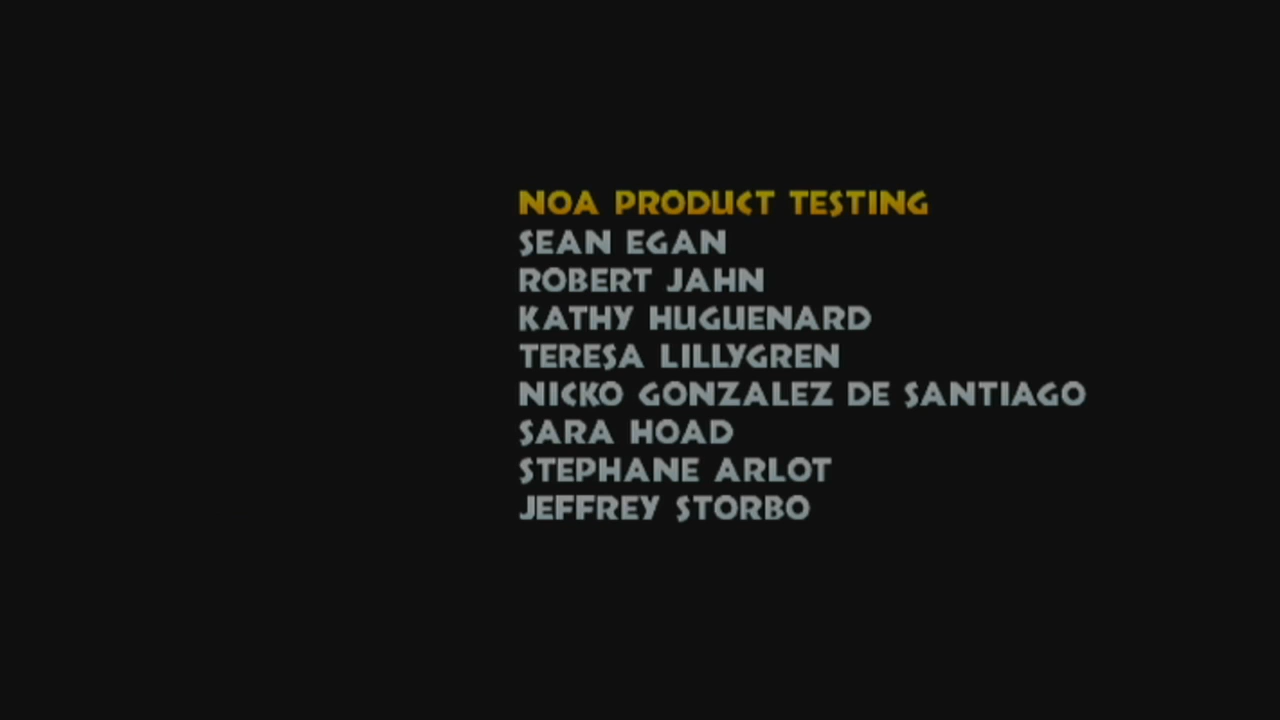 NOA PRODUCT TESTING
SEAN EGAN
ROBERT JAHN
KATHY HUGUENARD
TERESA LILLYGREN
NICKO GONZALEZ DE SANTIAGO
SARA HOAD
STEPHANE ARLOT
JEFFREY STORBO